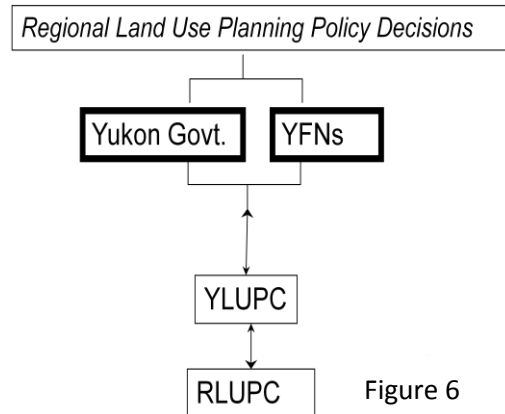 Regional Land Use Planning Policy Decisions
Yukon Govt.
YFNs
YLUPC
RLUPC
Figure 6